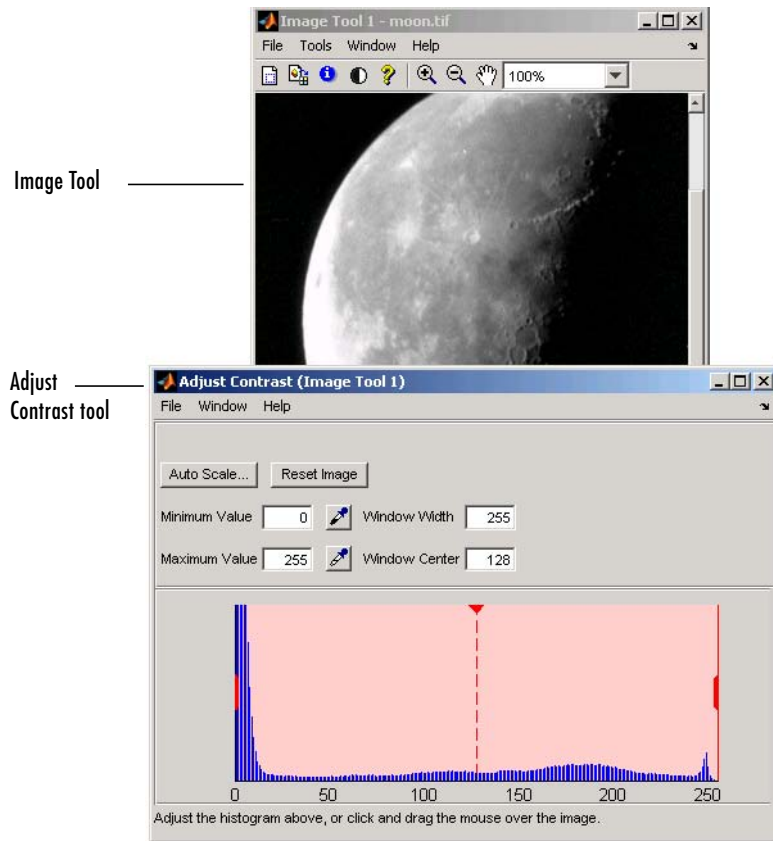 Image Tool 1 - moon.tif
File Tools Window Help
100%
Image Tool
Adjust
Contrast tool
Adjust Contrast (Image Tool 1)
File Window Help
Auto Scale... Reset Image
Minimum Value 0 Window Width 255
Maximum Value 255 Window Center 128
0 50 100 150 200 250
Adjust the histogram above, or click and drag the mouse over the image.